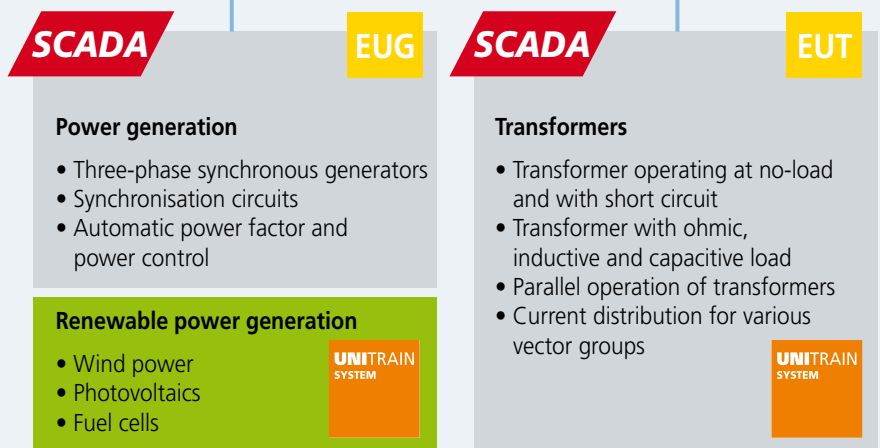 SCADA
EUG
Power generation
• Three-phase synchronous generators
• Synchronisation circuits
• Automatic power factor and
power control
Renewable power generation
• Wind power
• Photovoltaics
• Fuel cells
UNITRAIN
SYSTEM
SCADA
EUT
Transformers
• Transformer operating at no-load
and with short circuit
• Transformer with ohmic,
inductive and capacitive load
• Parallel operation of transformers
• Current distribution for various
vector groups
UNITRAIN
SYSTEM